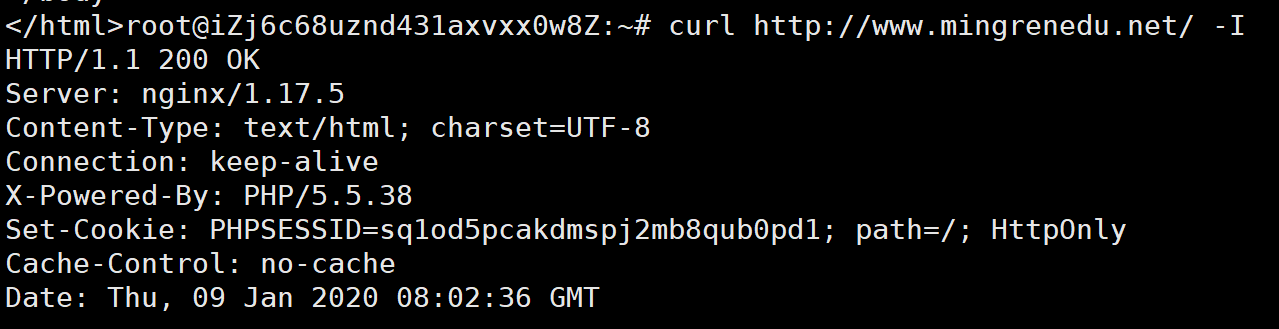 </html>root@iZj6c68uznd431axvxx0w8Z:~# curl http://www.mingrenedu.net/ -I
HTTP/1.1 200 OK
Server: nginx/1.17.5
Content-Type: text/html; charset=UTF-8
Connection: keep-alive
X-Powered-By: PHP/5.5.38
Set-Cookie: PHPSESSID=sq1od5pcakdmspj2mb8qub0pd1; path=/; HttpOnly
Cache-Control: no-cache
Date: Thu, 09 Jan 2020 08:02:36 GMT